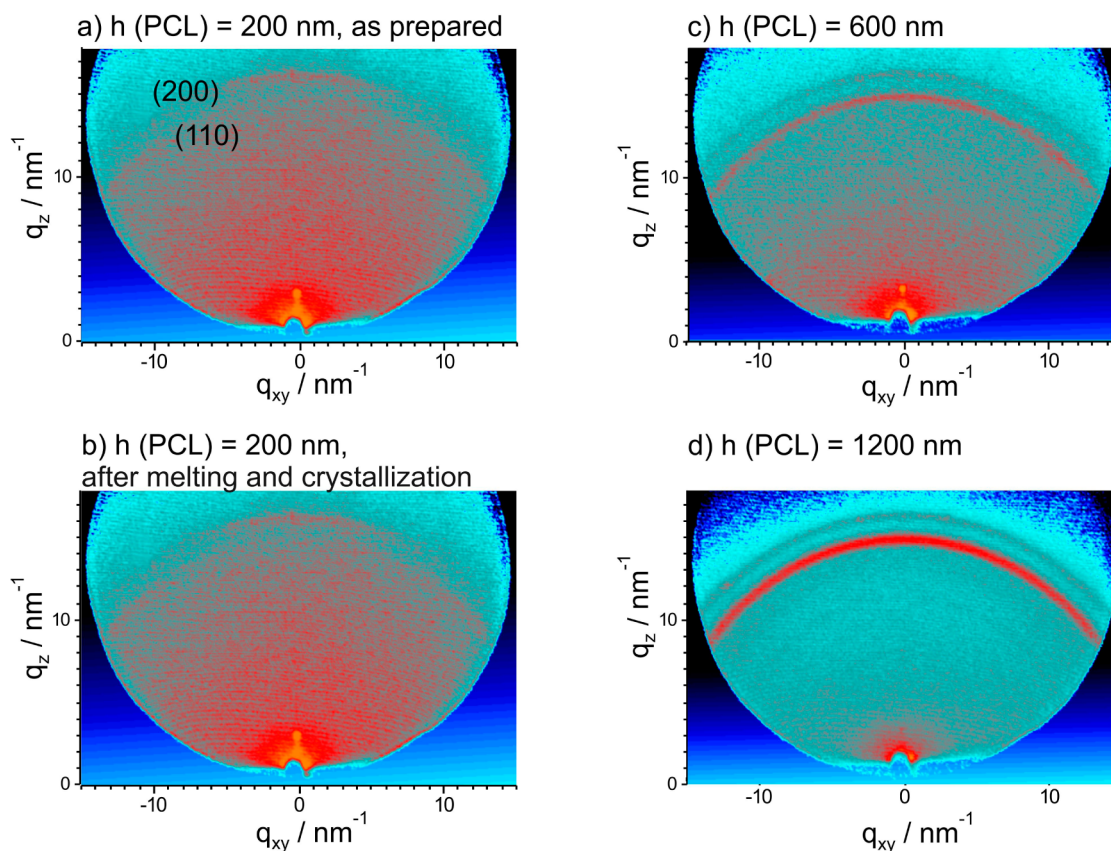 a) h (PCL) = 200 nm, as prepared
(200)
(110)
10
0
q_z / nm^-1
-10
0
10
q_xy / nm^-1
c) h (PCL) = 600 nm
10
0
q_z / nm^-1
-10
0
10
q_xy / nm^-1
b) h (PCL) = 200 nm,
after melting and crystallization
10
0
q_z / nm^-1
-10
0
10
q_xy / nm^-1
d) h (PCL) = 1200 nm
10
0
q_z / nm^-1
-10
0
10
q_xy / nm^-1